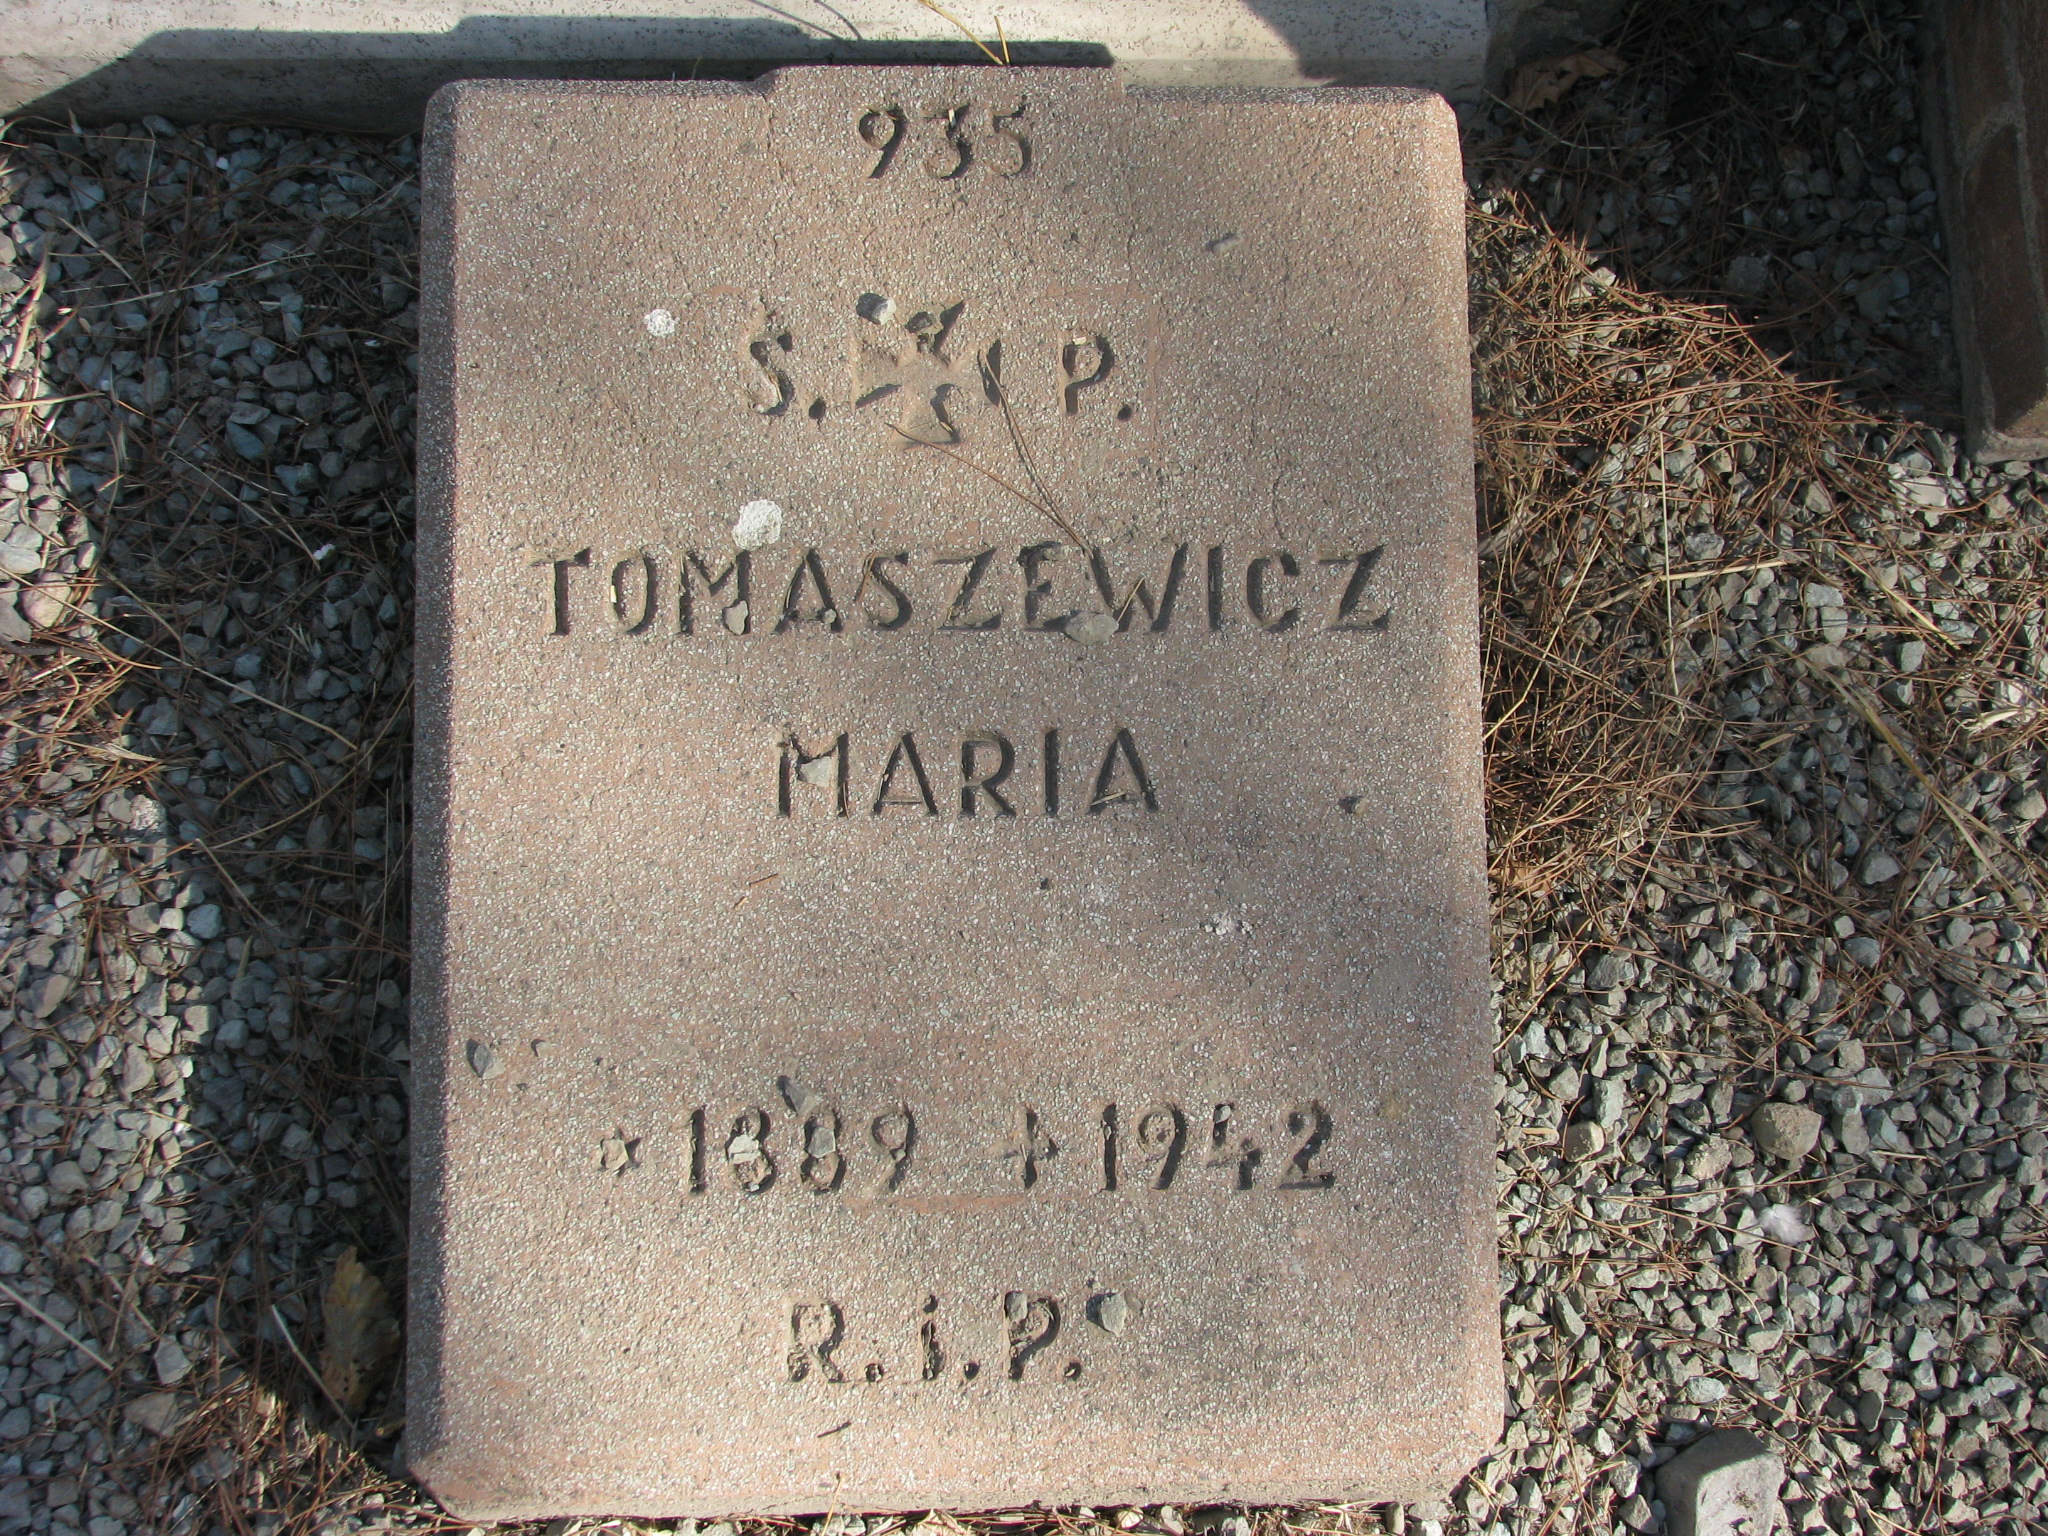 935
S. ✠ P.
TOMASZEWICZ
MARIA
* 1889 + 1942
R.i.P.